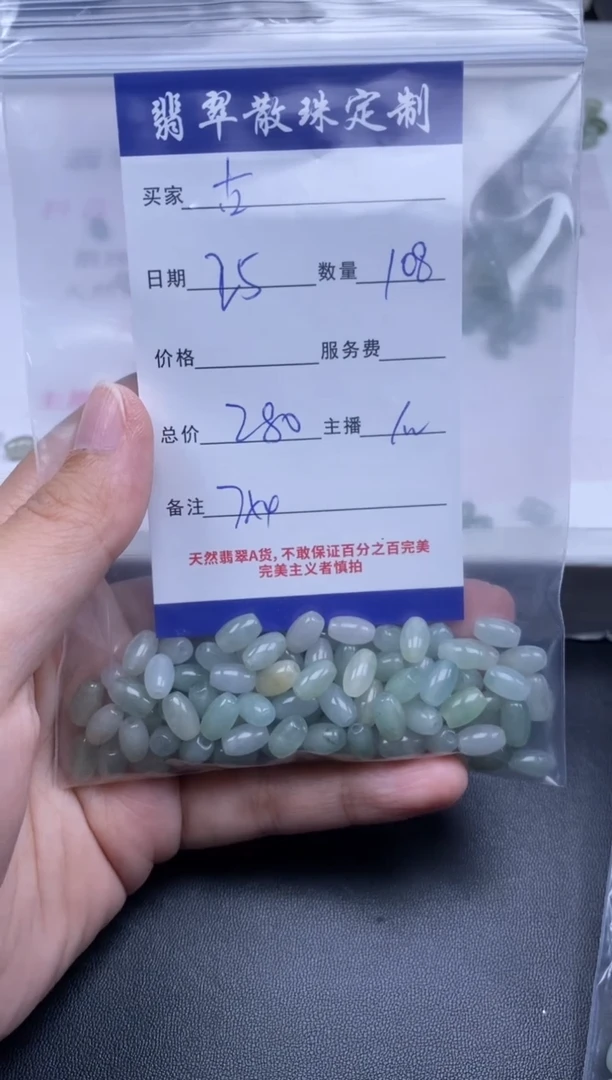 翡翠散珠定制
买家
日期 25 数量 108
价格 服务费
总价 280 主播
备注
天然翡翠A货,不敢保证百分之百完美
完美主义者慎拍